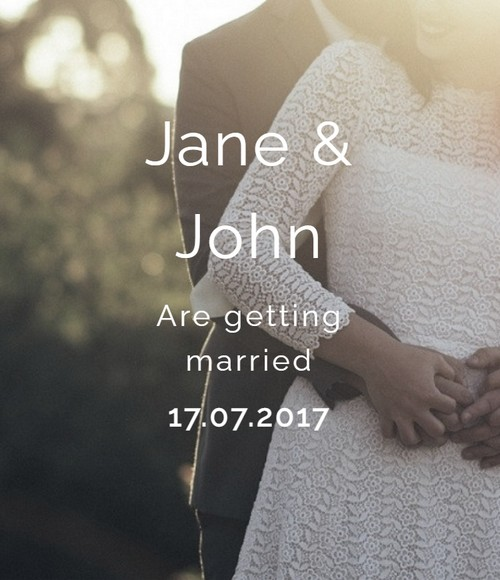 Jane &
John
Are getting
married
17.07.2017